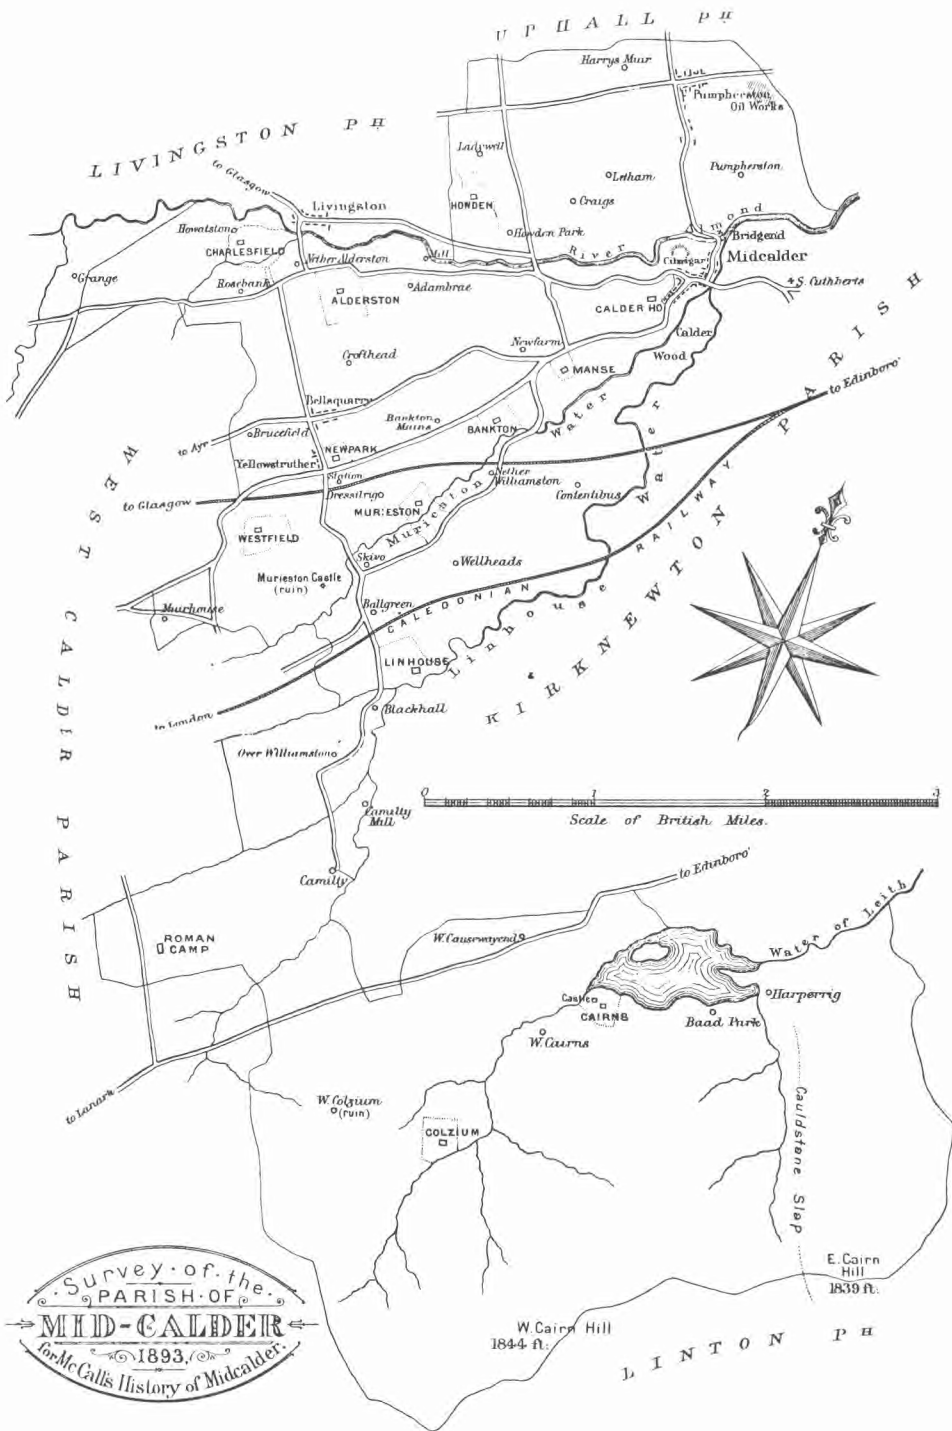 UPHALL PH
Harrys Muir
Pumpherston
Oil Works
LIVINGSTON PH
to Glasgow
Ladywell
Letham
Pumpherston
Livingston
HOWDEN
Craigs
Howatston
CHARLESFIELD
Howden Park
River Almond
Bridgend
Midcalder
Cunigar
Grange
Nether Alderston
Mill
Rosebank
ALDERSTON
Adambrae
CALDER HO
S. Cuthberts
Calder
Wood
Newfarm
Crofthead
MANSE
Bellsquarry
Bankton
Mains
BANKTON
to Edinboro'
to Ayr
Brucefield
NEWPARK
Yellowstruther
Station
Nether
Williamston
to Glasgow
Dressilrig
Contentibus
MURIESTON
Murieston Water
WESTFIELD
Skivo
Wellheads
Murieston Castle
(ruin)
Muirhouse
Ballgreen
CALEDONIAN RAILWAY
LINHOUSE
Linhouse Water
KIRKNEWTON PARISH
WEST CALDER PARISH
to London
Blackhall
Over Williamston
Camilty
Mill
0 1 2 3
Scale of British Miles.
Camilty
to Edinboro'
ROMAN
CAMP
W. Causewayend
Water of Leith
Castle
CAIRNS
Harperrig
Baad Park
W. Cairns
to Lanark
W. Colzium
(ruin)
COLZIUM
Cauldstane Slap
E. Cairn
Hill
1839 ft.
W. Cairn Hill
1844 ft.
LINTON PH
Survey of the
PARISH OF
MID-CALDER
1893.
for McCall's History of Midcalder.